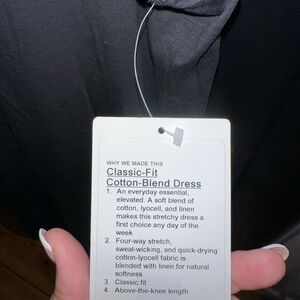 WHY WE MADE THIS
Classic-Fit
Cotton-Blend Dress
1. An everyday essential,
elevated. A soft blend of
cotton, lyocell, and linen
makes this stretchy dress a
first choice any day of the
week
2. Four-way stretch,
sweat-wicking, and quick-drying
cotton-lyocell fabric is
blended with linen for natural
softness
3. Classic fit
4. Above-the-knee length